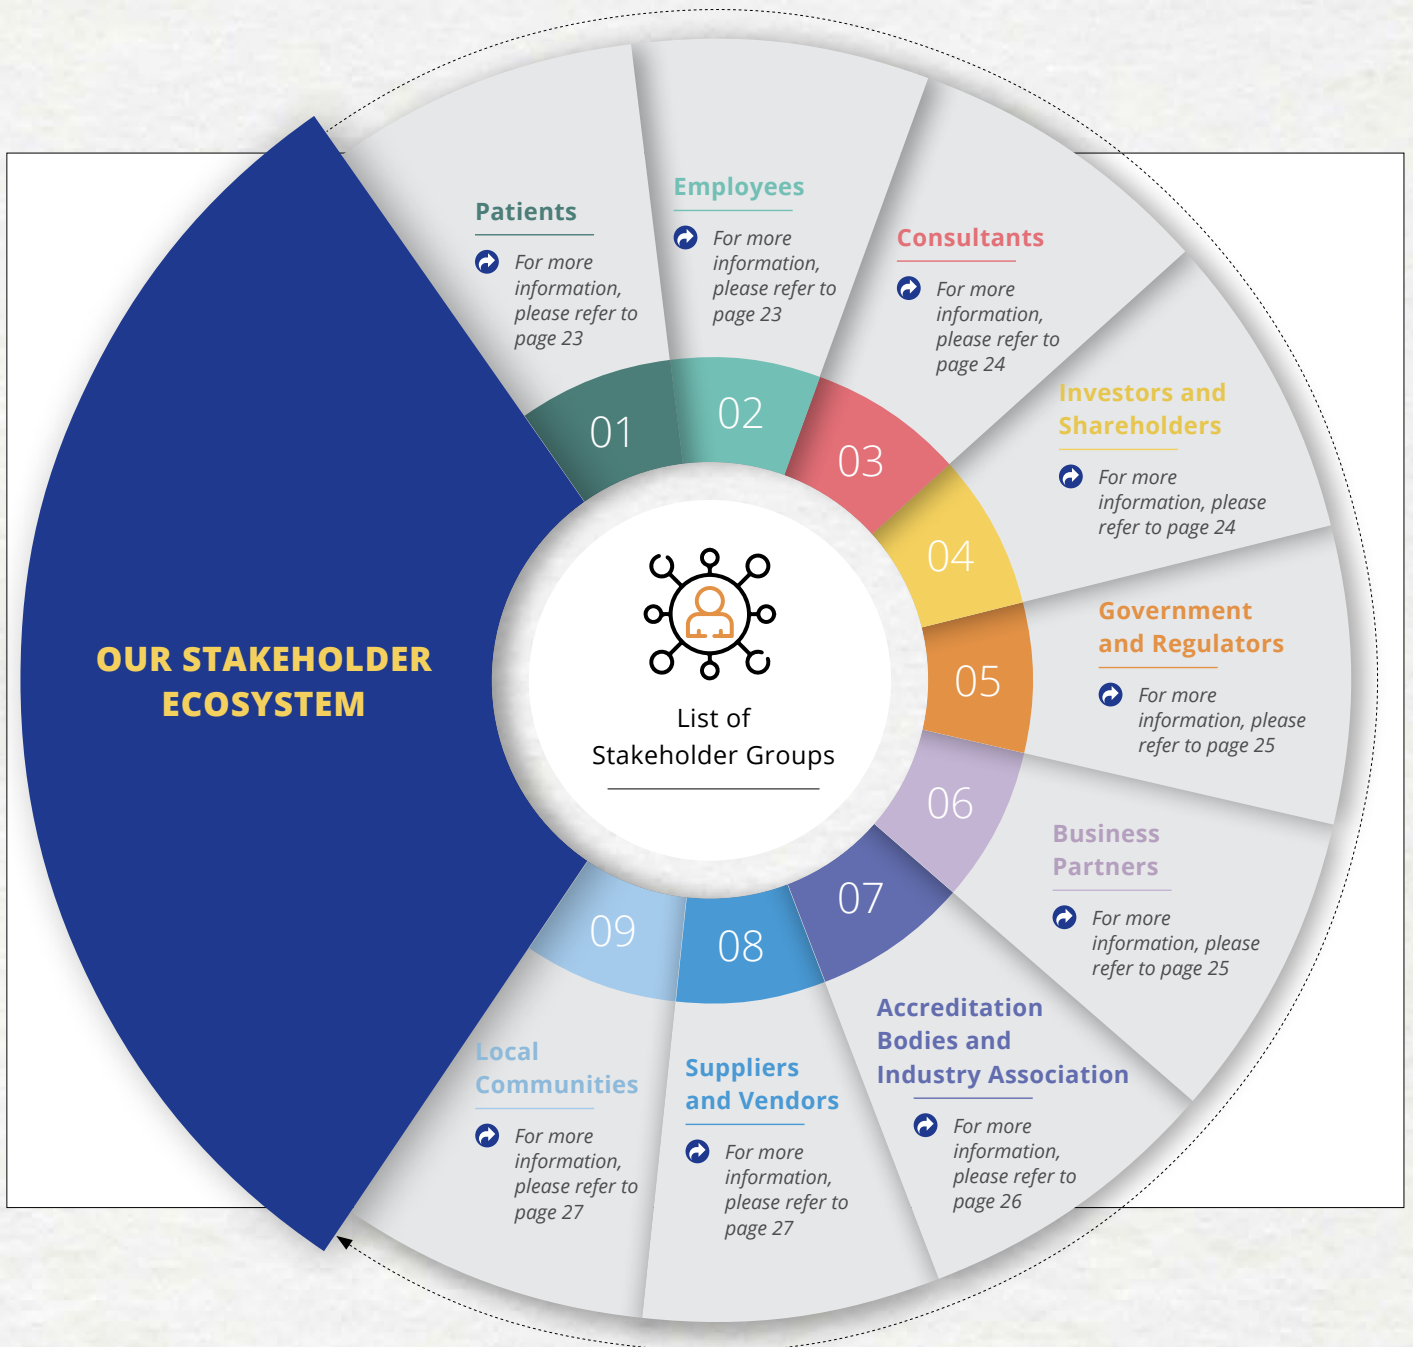 OUR STAKEHOLDER
ECOSYSTEM
List of
Stakeholder Groups
01
Patients
For more
information,
please refer to
page 23
02
Employees
For more
information,
please refer to
page 23
03
Consultants
For more
information,
please refer to
page 24
04
Investors and
Shareholders
For more
information, please
refer to page 24
05
Government
and Regulators
For more
information, please
refer to page 25
06
Business
Partners
For more
information, please
refer to page 25
07
Accreditation
Bodies and
Industry Association
For more
information,
please refer to
page 26
08
Suppliers
and Vendors
For more
information,
please refer to
page 27
09
Local
Communities
For more
information,
please refer to
page 27